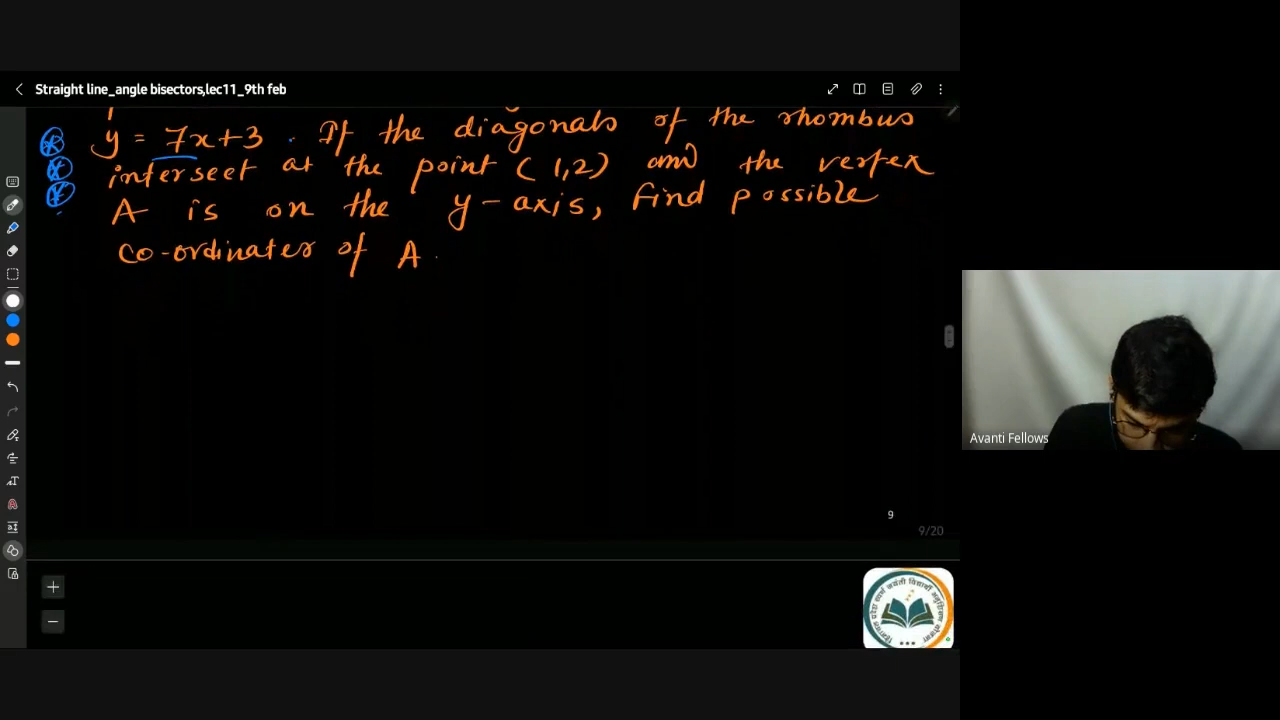 Straight line_angle bisectors,lec11_9th feb
y = 7x+3 . If the diagonals of the rhombus
interseet at the point (1,2) and the vertex
A is on the y-axis, find possible
co-ordinates of A.
Avanti Fellows
9
9/20